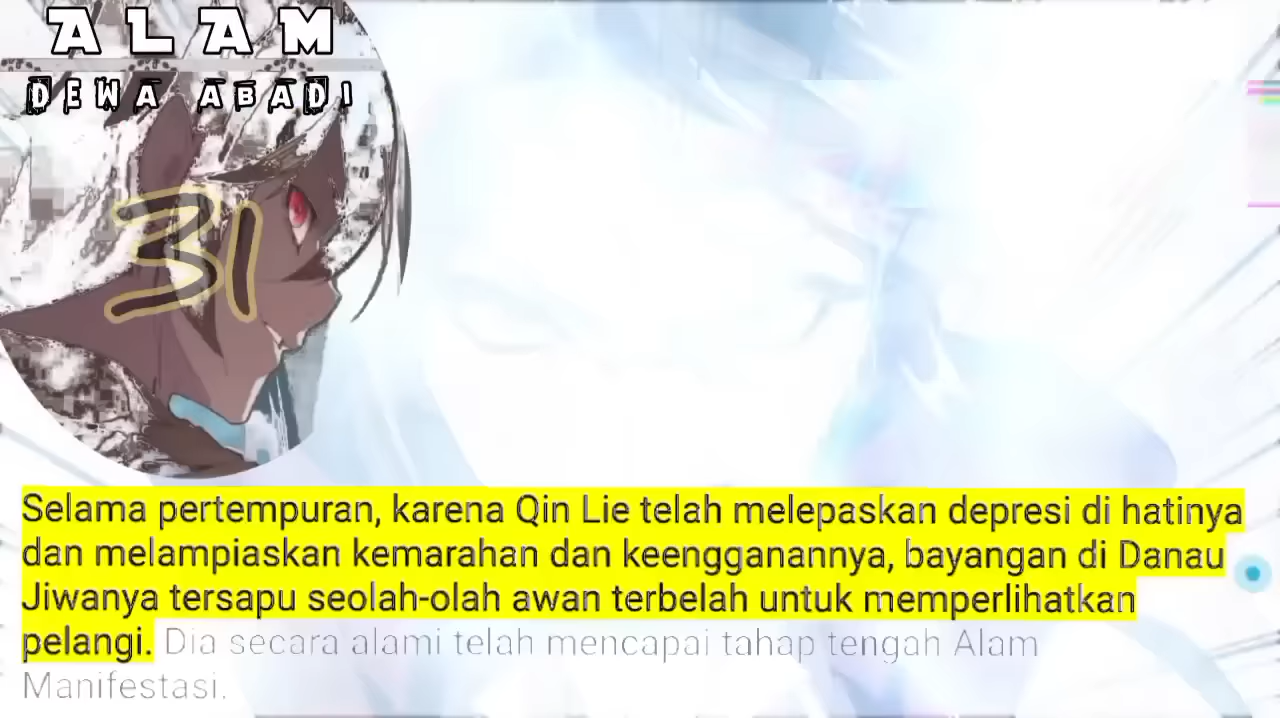 ALAM
DEWA ABADI
31
Selama pertempuran, karena Qin Lie telah melepaskan depresi di hatinya
dan melampiaskan kemarahan dan keengganannya, bayangan di Danau
Jiwanya tersapu seolah-olah awan terbelah untuk memperlihatkan
pelangi. Dia secara alami telah mencapai tahap tengah Alam
Manifestasi.